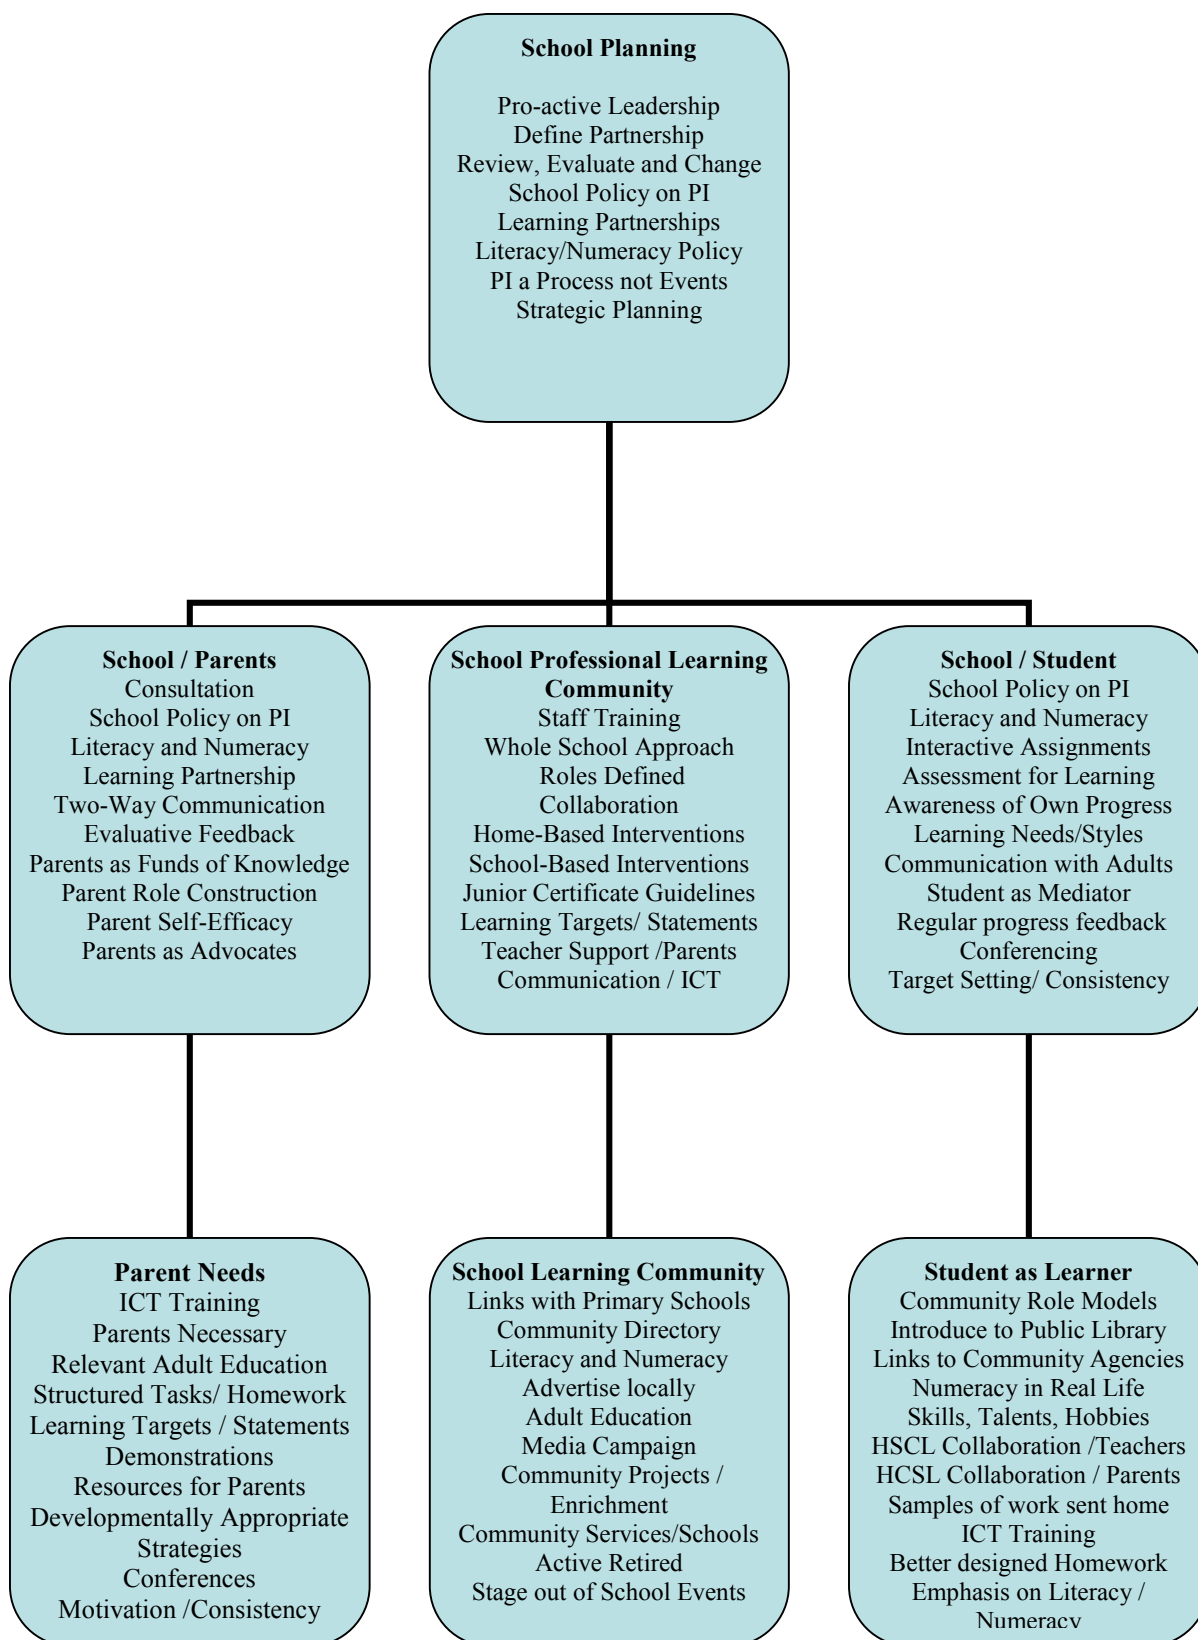 School Planning
Pro-active Leadership
Define Partnership
Review, Evaluate and Change
School Policy on PI
Learning Partnerships
Literacy/Numeracy Policy
PI a Process not Events
Strategic Planning
School / Parents
Consultation
School Policy on PI
Literacy and Numeracy
Learning Partnership
Two-Way Communication
Evaluative Feedback
Parents as Funds of Knowledge
Parent Role Construction
Parent Self-Efficacy
Parents as Advocates
School Professional Learning
Community
Staff Training
Whole School Approach
Roles Defined
Collaboration
Home-Based Interventions
School-Based Interventions
Junior Certificate Guidelines
Learning Targets/ Statements
Teacher Support /Parents
Communication / ICT
School / Student
School Policy on PI
Literacy and Numeracy
Interactive Assignments
Assessment for Learning
Awareness of Own Progress
Learning Needs/Styles
Communication with Adults
Student as Mediator
Regular progress feedback
Conferencing
Target Setting/ Consistency
Parent Needs
ICT Training
Parents Necessary
Relevant Adult Education
Structured Tasks/ Homework
Learning Targets / Statements
Demonstrations
Resources for Parents
Developmentally Appropriate
Strategies
Conferences
Motivation /Consistency
School Learning Community
Links with Primary Schools
Community Directory
Literacy and Numeracy
Advertise locally
Adult Education
Media Campaign
Community Projects /
Enrichment
Community Services/Schools
Active Retired
Stage out of School Events
Student as Learner
Community Role Models
Introduce to Public Library
Links to Community Agencies
Numeracy in Real Life
Skills, Talents, Hobbies
HSCL Collaboration /Teachers
HCSL Collaboration / Parents
Samples of work sent home
ICT Training
Better designed Homework
Emphasis on Literacy /
Numeracy